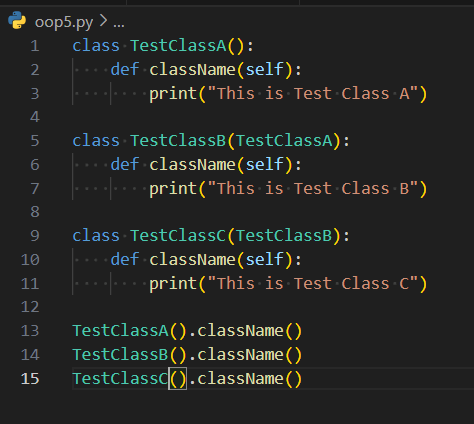 oop5.py > ...
1 class TestClassA():
2     def className(self):
3         print("This is Test Class A")
4
5 class TestClassB(TestClassA):
6     def className(self):
7         print("This is Test Class B")
8
9 class TestClassC(TestClassB):
10     def className(self):
11         print("This is Test Class C")
12
13 TestClassA().className()
14 TestClassB().className()
15 TestClassC().className()